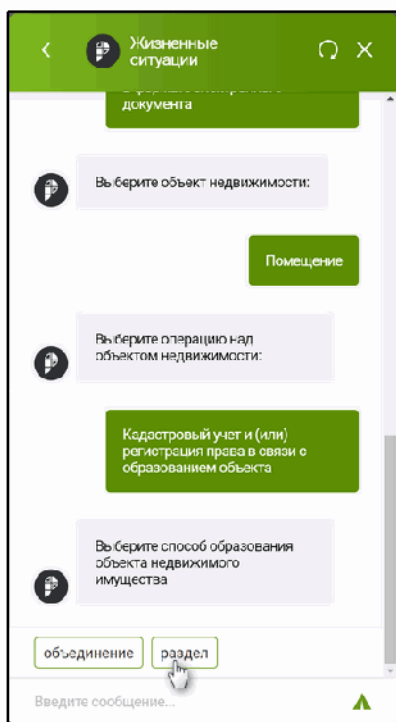 Жизненные
ситуации
документа
Выберите объект недвижимости:
Помещение
Выберите операцию над
объектом недвижимости:
Кадастровый учет и (или)
регистрация права в связи с
образованием объекта
Выберите способ образования
объекта недвижимого
имущества
объединение
раздел
Введите сообщение...